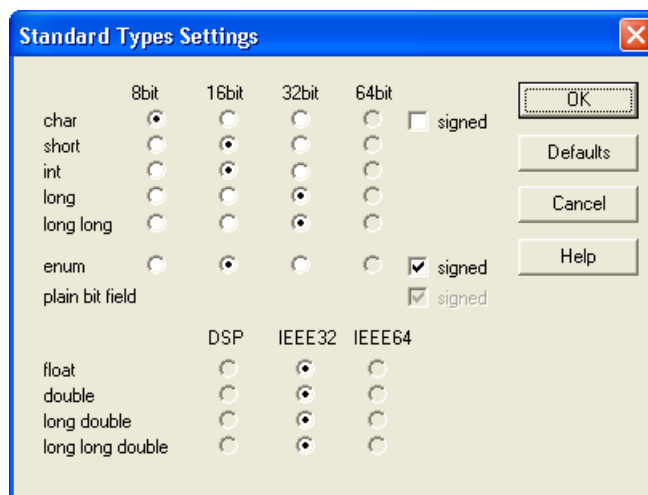 Standard Types Settings
8bit 16bit 32bit 64bit
char signed
short
int
long
long long
enum signed
plain bit field signed
DSP IEEE32 IEEE64
float
double
long double
long long double
OK
Defaults
Cancel
Help